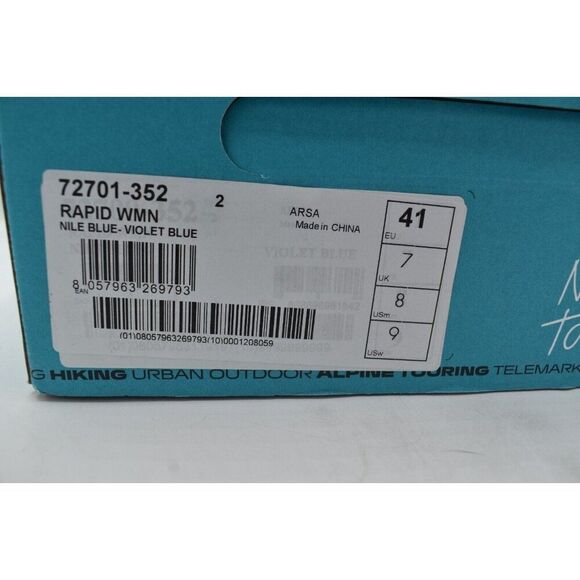 72701-352 2
RAPID WMN
NILE BLUE- VIOLET BLUE
ARSA
Made in CHINA
8 057963 269793
EAN
(01)08057963269793(10)0001208059
41
EU
7
UK
8
USm
9
USw
VIOLET BLUE
G HIKING URBAN OUTDOOR ALPINE TOURING TELEMARK